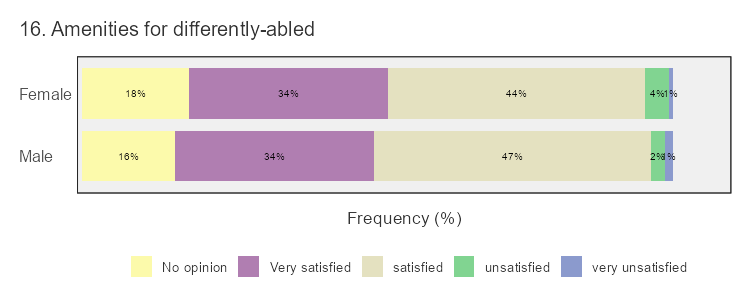 16. Amenities for differently-abled
Female 18% 34% 44% 4% 1%
Male 16% 34% 47% 2% 1%
Frequency (%)
No opinion Very satisfied satisfied unsatisfied very unsatisfied